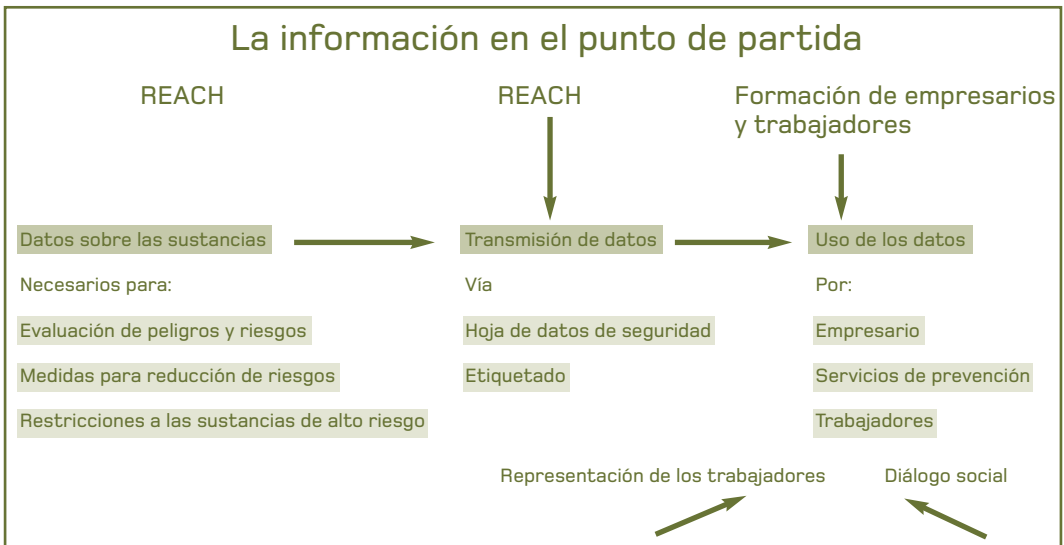 La información en el punto de partida
REACH
REACH
Formación de empresarios
y trabajadores
Datos sobre las sustancias
Transmisión de datos
Uso de los datos
Necesarios para:
Vía
Por:
Evaluación de peligros y riesgos
Hoja de datos de seguridad
Empresario
Medidas para reducción de riesgos
Etiquetado
Servicios de prevención
Restricciones a las sustancias de alto riesgo
Trabajadores
Representación de los trabajadores
Diálogo social